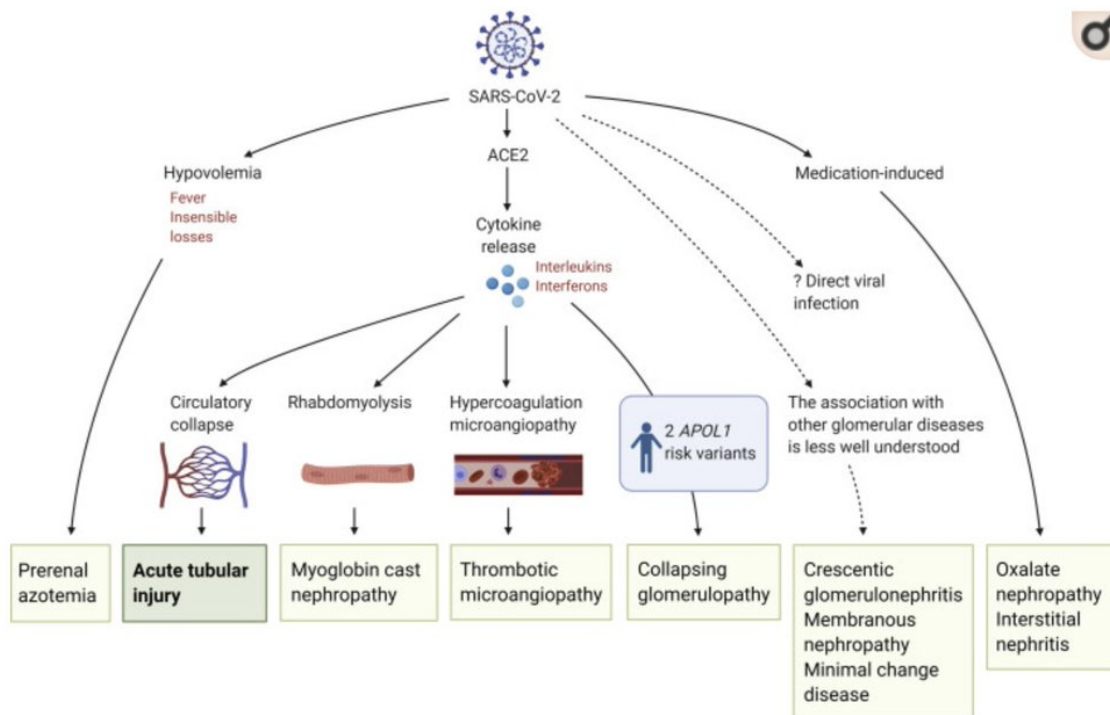 SARS-CoV-2
ACE2
Hypovolemia
Fever
Insensible
losses
Medication-induced
Cytokine
release
Interleukins
Interferons
? Direct viral
infection
Circulatory
collapse
Rhabdomyolysis
Hypercoagulation
microangiopathy
2 APOL1
risk variants
The association with
other glomerular diseases
is less well understood
Prerenal
azotemia
Acute tubular
injury
Myoglobin cast
nephropathy
Thrombotic
microangiopathy
Collapsing
glomerulopathy
Crescentic
glomerulonephritis
Membranous
nephropathy
Minimal change
disease
Oxalate
nephropathy
Interstitial
nephritis